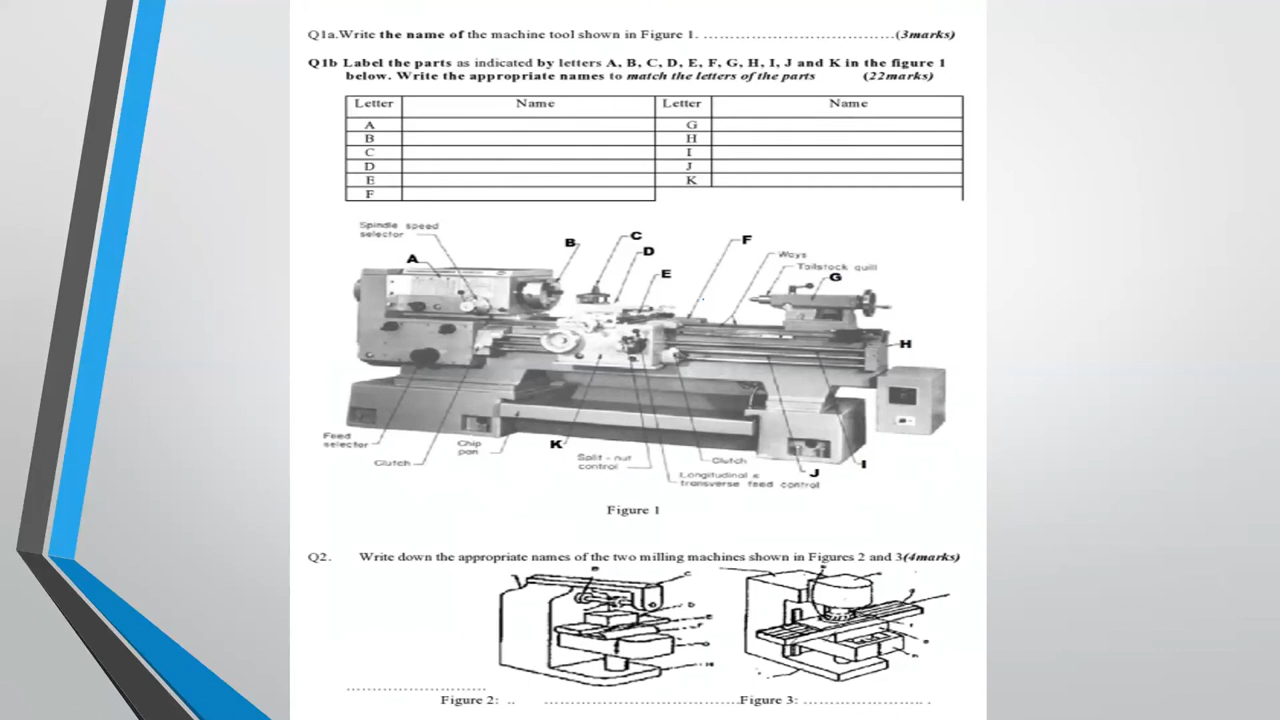 Q1a.Write the name of the machine tool shown in Figure 1. ………………………………(3marks)
Q1b Label the parts as indicated by letters A, B, C, D, E, F, G, H, I, J and K in the figure 1
below. Write the appropriate names to match the letters of the parts (22marks)
Letter Name Letter Name
A G
B H
C I
D J
E K
F
Spindle speed
selector
A
B
C
D
E
F
Ways
Tailstock quill
G
H
Feed
selector
Clutch
Chip
pan
K
Split - nut
control
Clutch
Longitudinal &
transverse feed control
J
I
Figure 1
Q2. Write down the appropriate names of the two milling machines shown in Figures 2 and 3(4marks)
B
C
D
H
Figure 2: .. ………………………………Figure 3: …………………. .